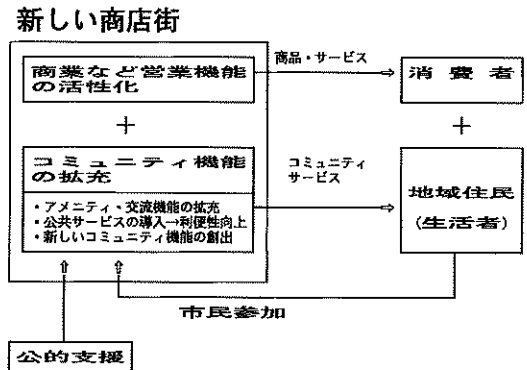 新しい商店街
商業など営業機能
の活性化
商品・サービス
消費者
＋
＋
コミュニティ機能
の拡充
・アメニティ・交流機能の拡充
・公共サービスの導入→利便性向上
・新しいコミュニティ機能の創出
コミュニティ
サービス
地域住民
(生活者)
市民参加
公的支援